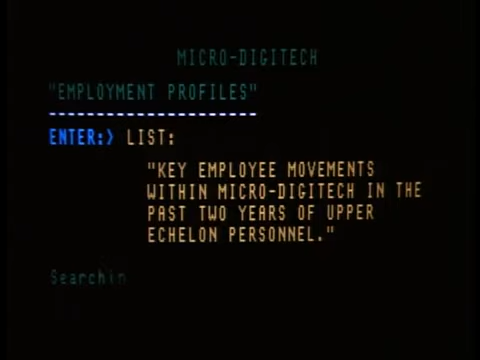 MICRO-DIGITECH
"EMPLOYMENT PROFILES"
---------------------
ENTER:> LIST:
"KEY EMPLOYEE MOVEMENTS
WITHIN MICRO-DIGITECH IN THE
PAST TWO YEARS OF UPPER
ECHELON PERSONNEL."
Searchin